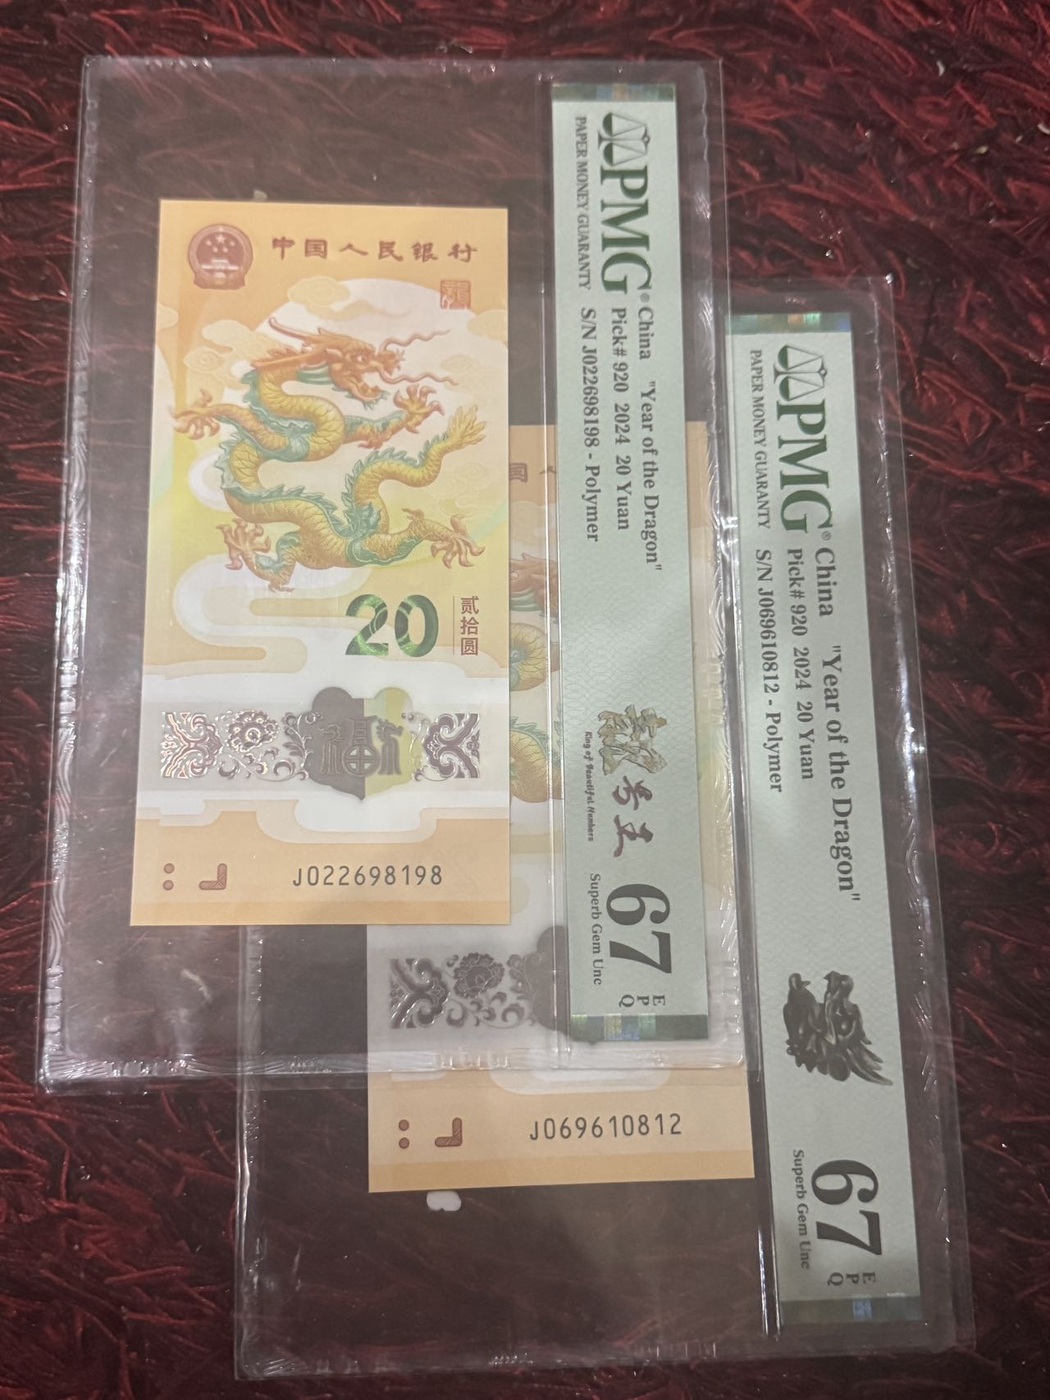 中国人民银行
20
贰拾圆
J022698198
PMG®
PAPER MONEY GUARANTY
China "Year of the Dragon"
Pick# 920 2024 20 Yuan
S/N J022698198 - Polymer
King of Beautiful Numbers
号王
67
EPQ
Superb Gem Unc
J069610812
PMG®
PAPER MONEY GUARANTY
China "Year of the Dragon"
Pick# 920 2024 20 Yuan
S/N J069610812 - Polymer
67
EPQ
Superb Gem Unc